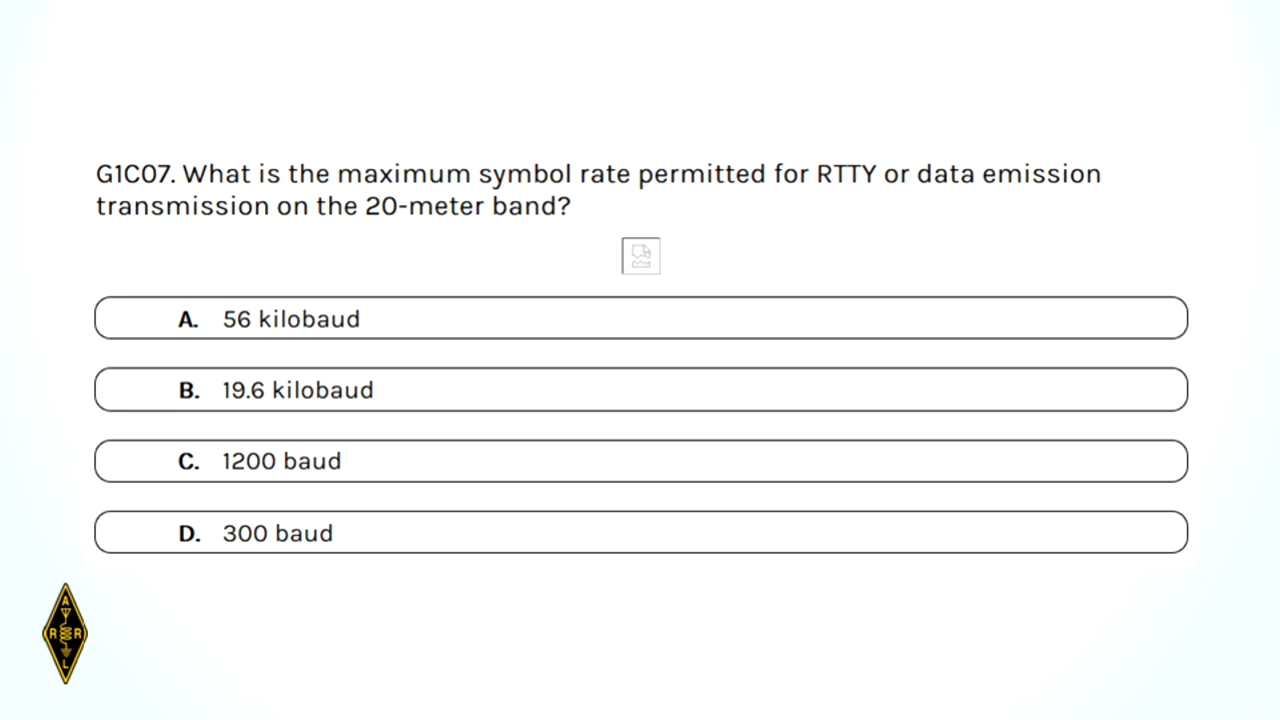 G1C07. What is the maximum symbol rate permitted for RTTY or data emission
transmission on the 20-meter band?
A. 56 kilobaud
B. 19.6 kilobaud
C. 1200 baud
D. 300 baud
A
R R
L